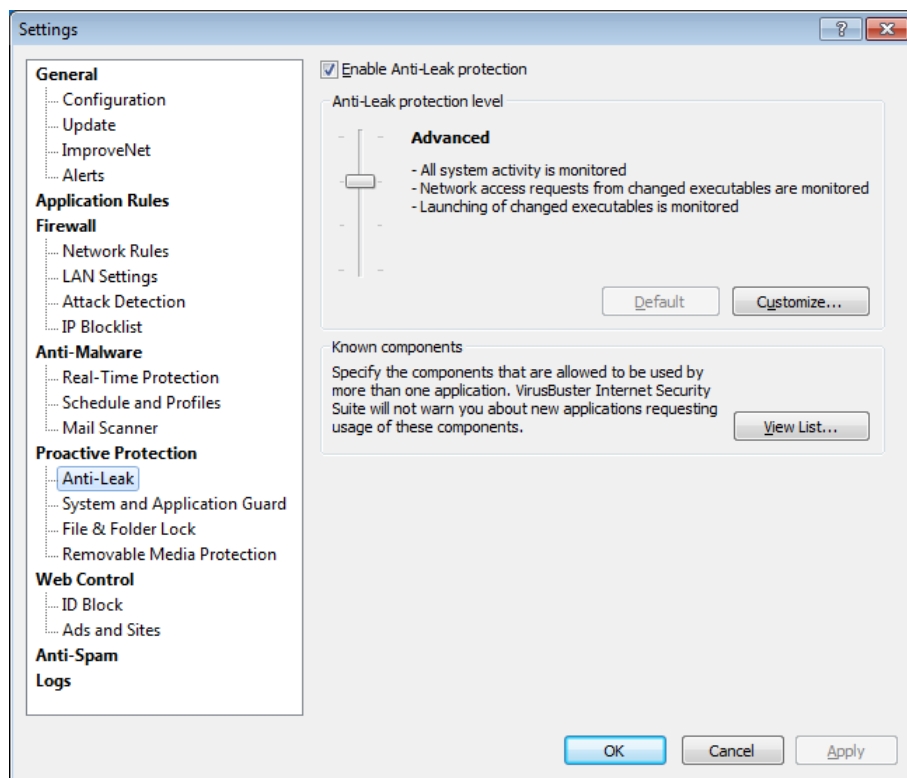 Settings
General
Configuration
Update
ImproveNet
Alerts
Application Rules
Firewall
Network Rules
LAN Settings
Attack Detection
IP Blocklist
Anti-Malware
Real-Time Protection
Schedule and Profiles
Mail Scanner
Proactive Protection
Anti-Leak
System and Application Guard
File & Folder Lock
Removable Media Protection
Web Control
ID Block
Ads and Sites
Anti-Spam
Logs
Enable Anti-Leak protection
Anti-Leak protection level
Advanced
- All system activity is monitored
- Network access requests from changed executables are monitored
- Launching of changed executables is monitored
Default
Customize...
Known components
Specify the components that are allowed to be used by
more than one application. VirusBuster Internet Security
Suite will not warn you about new applications requesting
usage of these components.
View List...
OK
Cancel
Apply